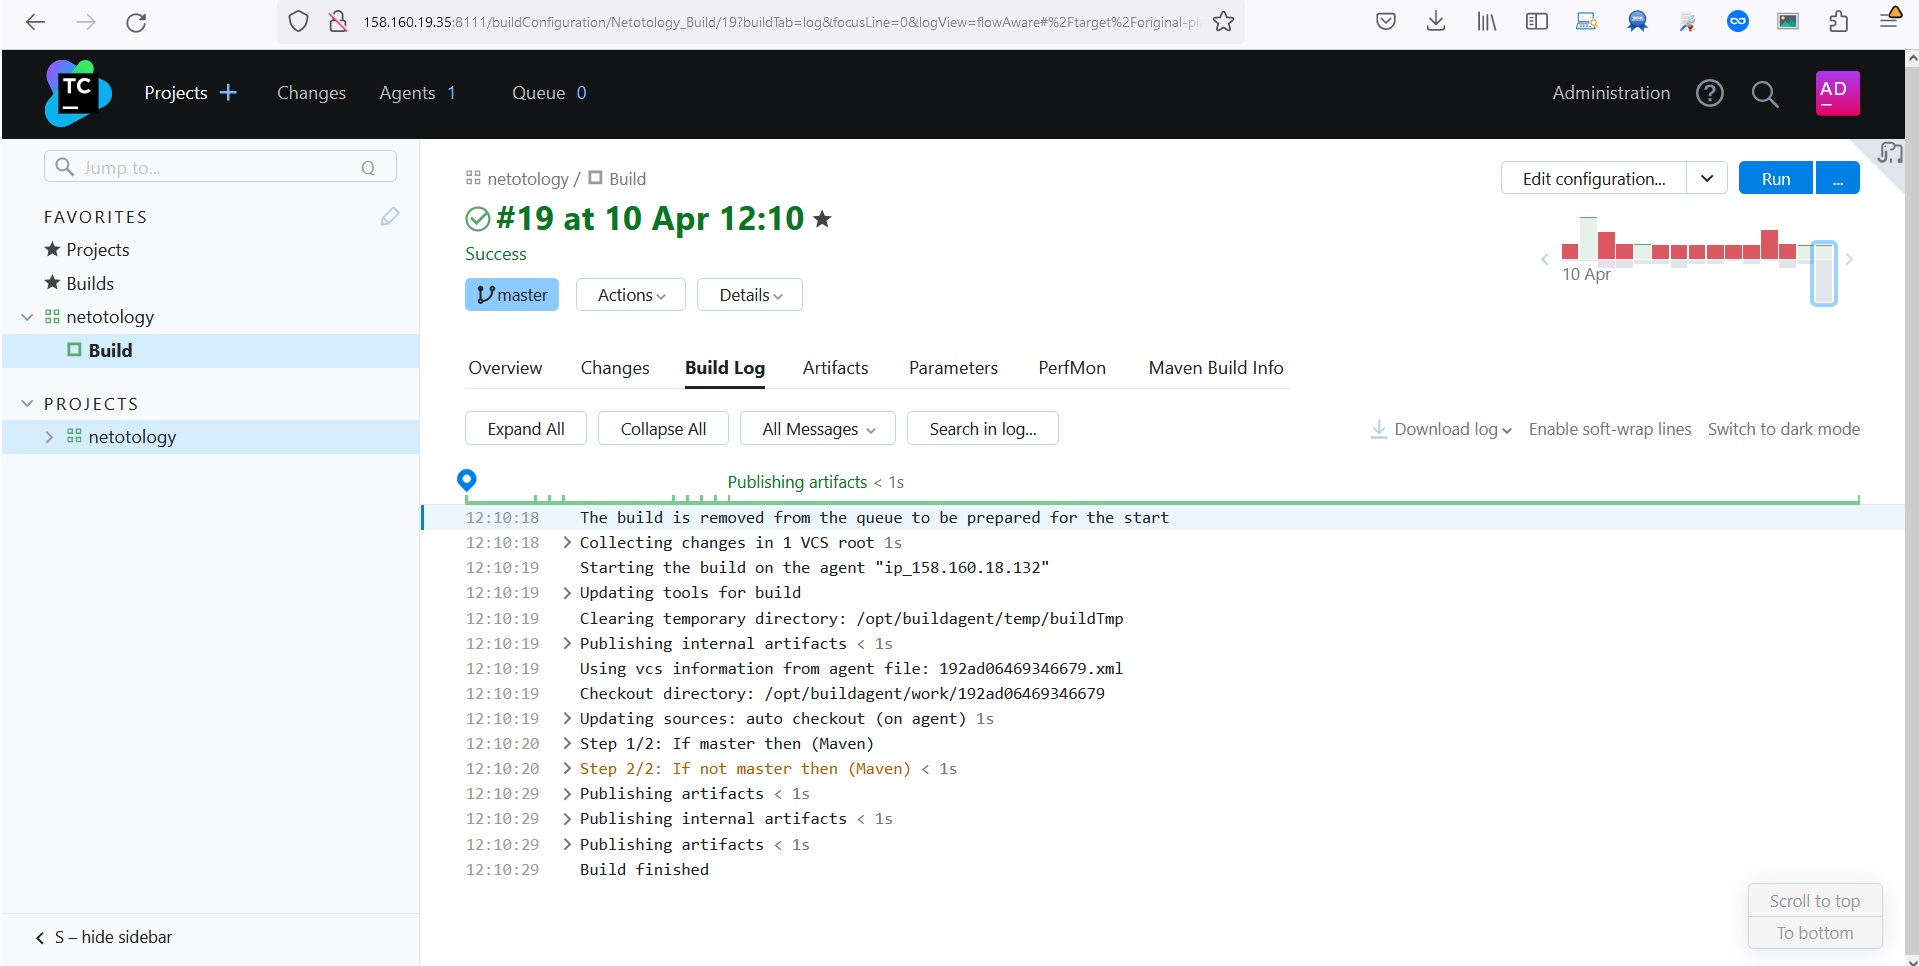 158.160.19.35:8111/buildConfiguration/Netotology_Build/19?buildTab=log&focusLine=0&logView=flowAware#%2Ftarget%2Foriginal-pl
TC
Projects + Changes Agents 1 Queue 0 Administration ? AD
Jump to... Q
FAVORITES
Projects
Builds
netotology
Build
PROJECTS
netotology
S – hide sidebar
netotology / Build
Edit configuration... Run ...
#19 at 10 Apr 12:10
Success
10 Apr
master Actions Details
Overview Changes Build Log Artifacts Parameters PerfMon Maven Build Info
Expand All Collapse All All Messages Search in log... Download log Enable soft-wrap lines Switch to dark mode
Publishing artifacts < 1s
12:10:18 The build is removed from the queue to be prepared for the start
12:10:18 Collecting changes in 1 VCS root 1s
12:10:19 Starting the build on the agent "ip_158.160.18.132"
12:10:19 Updating tools for build
12:10:19 Clearing temporary directory: /opt/buildagent/temp/buildTmp
12:10:19 Publishing internal artifacts < 1s
12:10:19 Using vcs information from agent file: 192ad06469346679.xml
12:10:19 Checkout directory: /opt/buildagent/work/192ad06469346679
12:10:19 Updating sources: auto checkout (on agent) 1s
12:10:20 Step 1/2: If master then (Maven)
12:10:20 Step 2/2: If not master then (Maven) < 1s
12:10:29 Publishing artifacts < 1s
12:10:29 Publishing internal artifacts < 1s
12:10:29 Publishing artifacts < 1s
12:10:29 Build finished
Scroll to top
To bottom